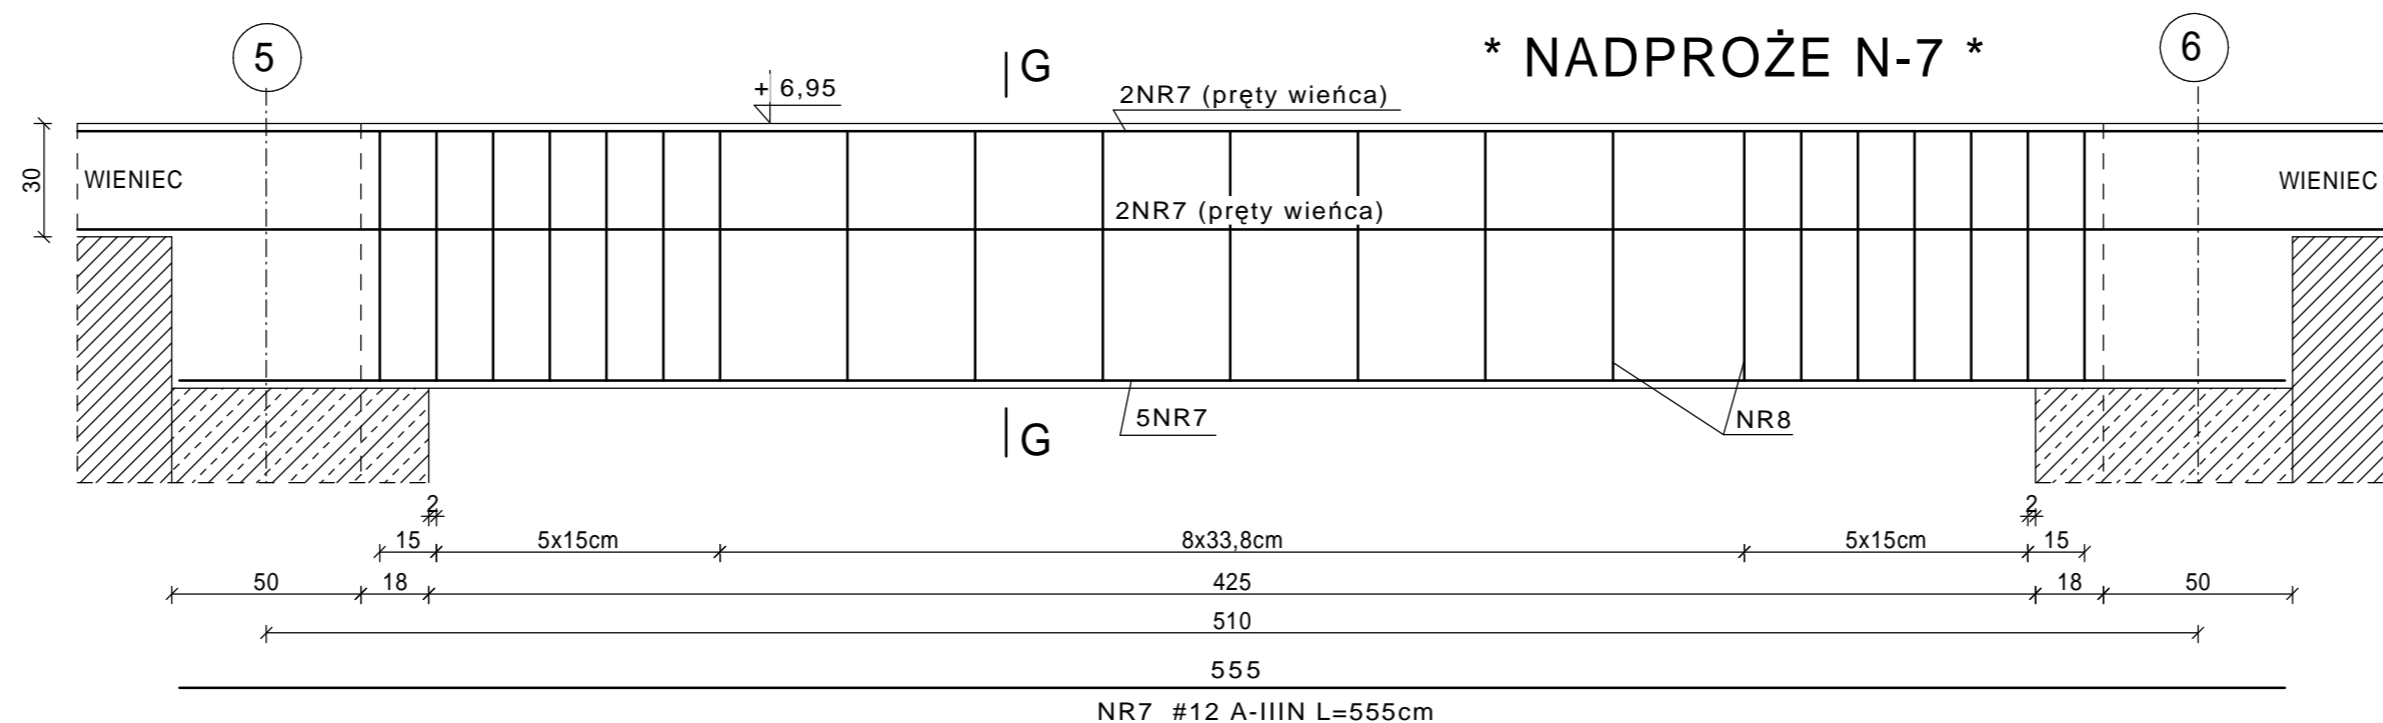 5
G
* NADPROŻE N-7 *
6
+ 6,95
2NR7 (pręty wieńca)
30
WIENIEC
WIENIEC
2NR7 (pręty wieńca)
5NR7
NR8
G
2
2
15
5x15cm
8x33,8cm
5x15cm
15
50
18
425
18
50
510
555
NR7 #12 A-IIIN L=555cm